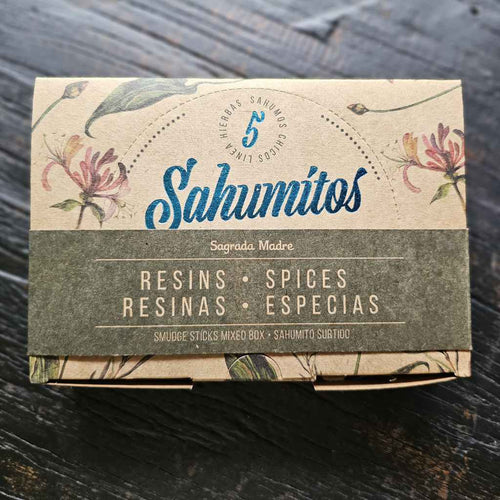 SAHUMOS CHICOS LINEA HIERBAS
5
Sahumitos
Sagrada Madre
RESINS • SPICES
RESINAS • ESPECIAS
SMUDGE STICKS MIXED BOX • SAHUMITO SURTIDO